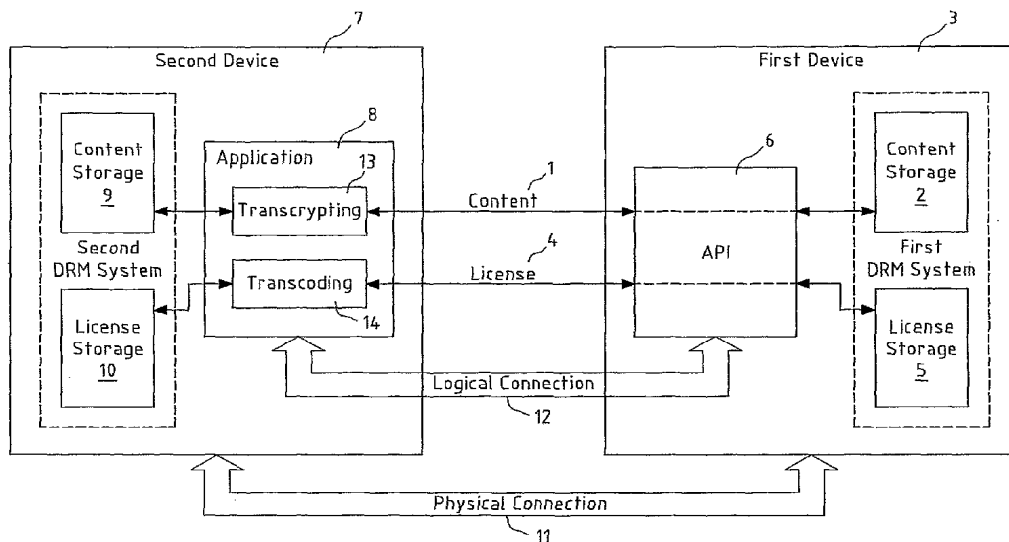 7
Second Device
8
Application
Content
Storage
9
13
Transcrypting
Second
DRM System
Transcoding
14
License
Storage
10
1
Content
4
License
3
First Device
6
API
Content
Storage
2
First
DRM System
License
Storage
5
Logical Connection
12
Physical Connection
11